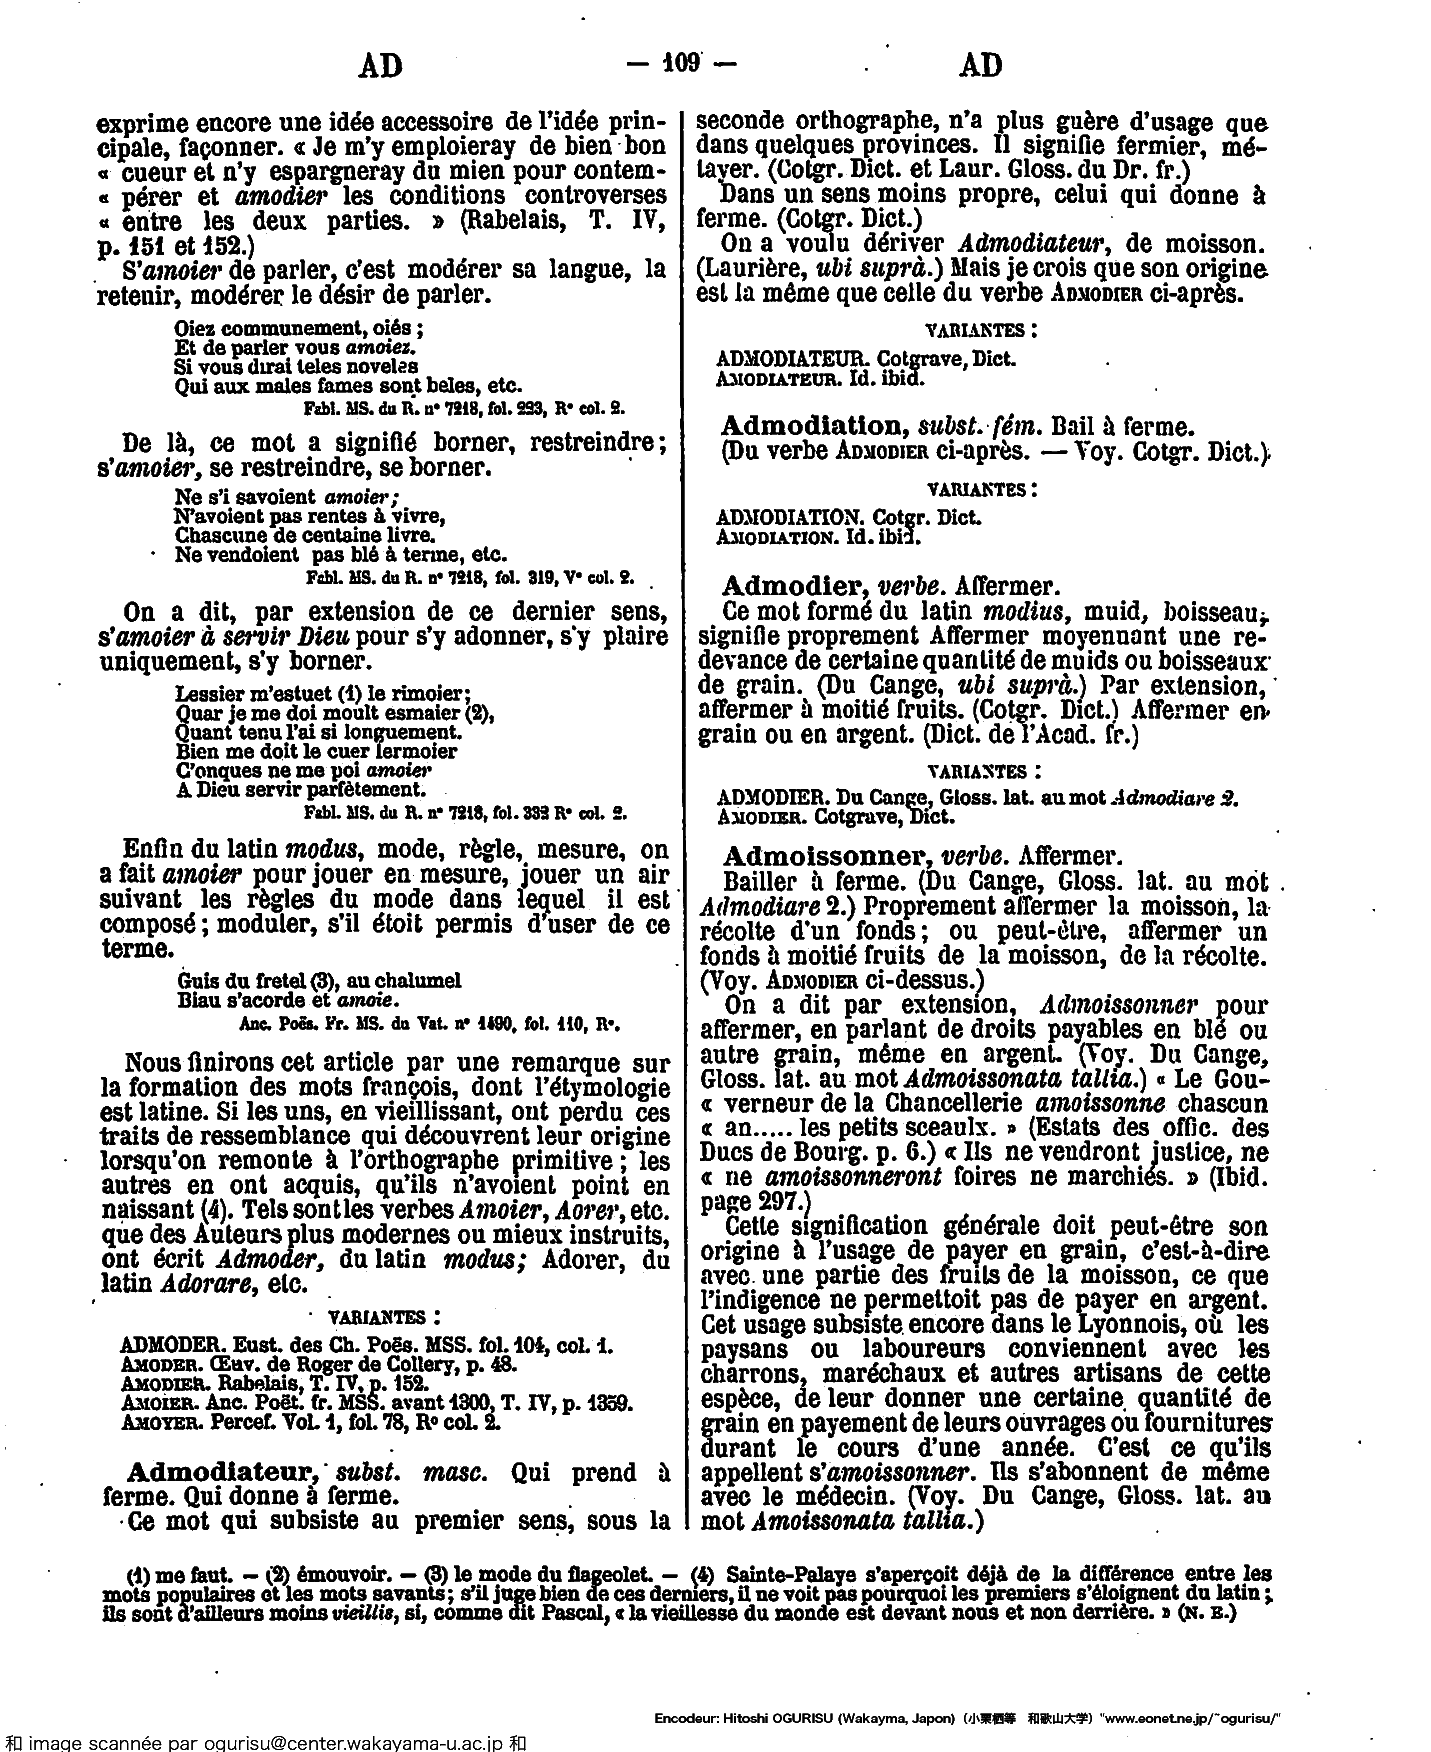 AD — 109 — AD
exprime encore une idée accessoire de l'idée prin-
cipale, façonner. « Je m'y emploieray de bien bon
« cueur et n'y espargneray du mien pour contem-
« pérer et amodier les conditions controverses
« entre les deux parties. » (Rabelais, T. IV,
p. 151 et 152.)
S'amoier de parler, c'est modérer sa langue, la
retenir, modérer le désir de parler.
Oiez communement, oiés ;
Et de parler vous amoiez.
Si vous dirai teles noveles
Qui aux males fames sont beles, etc.
Fabl. MS. du R. n° 7218, fol. 223, R° col. 2.
De là, ce mot a signifié borner, restreindre ;
s'amoier, se restreindre, se borner.
Ne s'i savoient amoier ;
N'avoient pas rentes à vivre,
Chascune de centaine livre.
Ne vendoient pas blé à terme, etc.
Fabl. MS. du R. n° 7218, fol. 319, V° col. 2.
On a dit, par extension de ce dernier sens,
s'amoier à servir Dieu pour s'y adonner, s'y plaire
uniquement, s'y borner.
Lessier m'estuet (1) le rimoier ;
Quar je me doi moult esmaier (2),
Quant tenu l'ai si longuement.
Bien me doit le cuer lermoier
C'onques ne me poi amoier
A Dieu servir parfètement.
Fabl. MS. du R. n° 7218, fol. 332 R° col. 2.
Enfin du latin modus, mode, règle, mesure, on
a fait amoier pour jouer en mesure, jouer un air
suivant les règles du mode dans lequel il est
composé ; moduler, s'il étoit permis d'user de ce
terme.
Guis du fretel (3), au chalumel
Biau s'acorde et amoie.
Anc. Poës. Fr. MS. du Vat. n° 1490, fol. 110, R°.
Nous finirons cet article par une remarque sur
la formation des mots françois, dont l'étymologie
est latine. Si les uns, en vieillissant, ont perdu ces
traits de ressemblance qui découvrent leur origine
lorsqu'on remonte à l'orthographe primitive ; les
autres en ont acquis, qu'ils n'avoient point en
naissant (4). Tels sont les verbes Amoier, Aorer, etc.
que des Auteurs plus modernes ou mieux instruits,
ont écrit Admoder, du latin modus ; Adorer, du
latin Adorare, etc.
VARIANTES :
ADMODER. Eust. des Ch. Poës. MSS. fol. 104, col. 1.
AMODER. Œuv. de Roger de Collery, p. 48.
AMODIER. Rabelais, T. IV, p. 152.
AMOIER. Anc. Poët. fr. MSS. avant 1300, T. IV, p. 1359.
AMOYER. Percef. Vol. 1, fol. 78, R° col. 2.
Admodiateur, subst. masc. Qui prend à
ferme. Qui donne à ferme.
Ce mot qui subsiste au premier sens, sous la
seconde orthographe, n'a plus guère d'usage que
dans quelques provinces. Il signifie fermier, mé-
tayer. (Cotgr. Dict. et Laur. Gloss. du Dr. fr.)
Dans un sens moins propre, celui qui donne à
ferme. (Cotgr. Dict.)
On a voulu dériver Admodiateur, de moisson.
(Laurière, ubi suprà.) Mais je crois que son origine
est la même que celle du verbe ADMODIER ci-après.
VARIANTES :
ADMODIATEUR. Cotgrave, Dict.
AMODIATEUR. Id. ibid.
Admodiation, subst. fém. Bail à ferme.
(Du verbe ADMODIER ci-après. — Voy. Cotgr. Dict.)
VARIANTES :
ADMODIATION. Cotgr. Dict.
AMODIATION. Id. ibid.
Admodier, verbe. Affermer.
Ce mot formé du latin modius, muid, boisseau,
signifie proprement Affermer moyennant une re-
devance de certaine quantité de muids ou boisseaux
de grain. (Du Cange, ubi suprà.) Par extension,
affermer à moitié fruits. (Cotgr. Dict.) Affermer en
grain ou en argent. (Dict. de l'Acad. fr.)
VARIANTES :
ADMODIER. Du Cange, Gloss. lat. au mot Admodiare 2.
AMODIER. Cotgrave, Dict.
Admoissonner, verbe. Affermer.
Bailler à ferme. (Du Cange, Gloss. lat. au mot
Admodiare 2.) Proprement affermer la moisson, la
récolte d'un fonds ; ou peut-être, affermer un
fonds à moitié fruits de la moisson, de la récolte.
(Voy. ADMODIER ci-dessus.)
On a dit par extension, Admoissonner pour
affermer, en parlant de droits payables en blé ou
autre grain, même en argent. (Voy. Du Cange,
Gloss. lat. au mot Admoissonata tallia.) « Le Gou-
« verneur de la Chancellerie amoissonne chascun
« an..... les petits sceaulx. » (Estats des offic. des
Ducs de Bourg. p. 6.) « Ils ne vendront justice, ne
« ne amoissonneront foires ne marchiés. » (Ibid.
page 297.)
Cette signification générale doit peut-être son
origine à l'usage de payer en grain, c'est-à-dire
avec une partie des fruits de la moisson, ce que
l'indigence ne permettoit pas de payer en argent.
Cet usage subsiste encore dans le Lyonnois, où les
paysans ou laboureurs conviennent avec les
charrons, maréchaux et autres artisans de cette
espèce, de leur donner une certaine quantité de
grain en payement de leurs ouvrages ou fournitures
durant le cours d'une année. C'est ce qu'ils
appellent s'amoissonner. Ils s'abonnent de même
avec le médecin. (Voy. Du Cange, Gloss. lat. au
mot Amoissonata tallia.)
(1) me faut. — (2) émouvoir. — (3) le mode du flageolet. — (4) Sainte-Palaye s'aperçoit déjà de la différence entre les
mots populaires et les mots savants ; s'il juge bien de ces derniers, il ne voit pas pourquoi les premiers s'éloignent du latin ;
ils sont d'ailleurs moins vieillis, si, comme dit Pascal, « la vieillesse du monde est devant nous et non derrière. » (N. E.)
Encodeur: Hitoshi OGURISU (Wakayma, Japon) (小栗栖等 和歌山大学) "www.eonet.ne.jp/~ogurisu/"
和 image scannée par ogurisu@center.wakayama-u.ac.jp 和